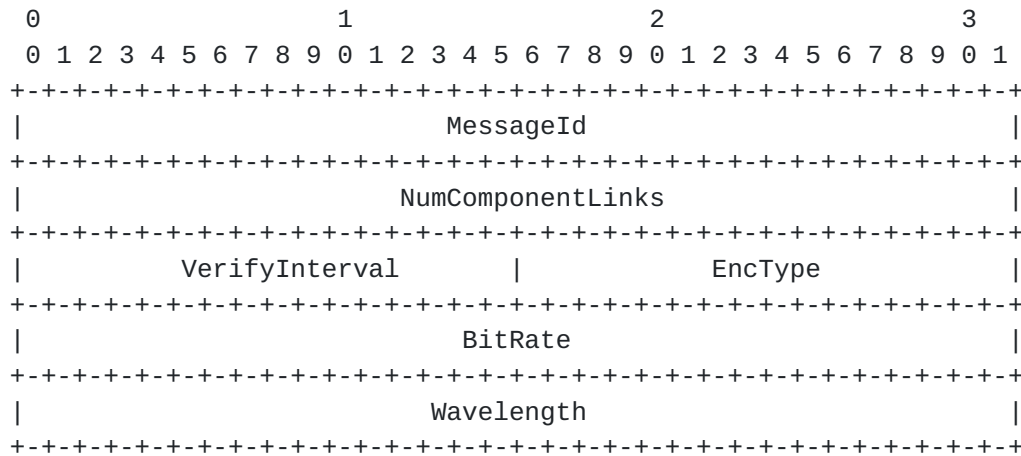 0                   1                   2                   3
 0 1 2 3 4 5 6 7 8 9 0 1 2 3 4 5 6 7 8 9 0 1 2 3 4 5 6 7 8 9 0 1
+-+-+-+-+-+-+-+-+-+-+-+-+-+-+-+-+-+-+-+-+-+-+-+-+-+-+-+-+-+-+-+-+
|                           MessageId                           |
+-+-+-+-+-+-+-+-+-+-+-+-+-+-+-+-+-+-+-+-+-+-+-+-+-+-+-+-+-+-+-+-+
|                        NumComponentLinks                      |
+-+-+-+-+-+-+-+-+-+-+-+-+-+-+-+-+-+-+-+-+-+-+-+-+-+-+-+-+-+-+-+-+
|          VerifyInterval       |            EncType            |
+-+-+-+-+-+-+-+-+-+-+-+-+-+-+-+-+-+-+-+-+-+-+-+-+-+-+-+-+-+-+-+-+
|                            BitRate                            |
+-+-+-+-+-+-+-+-+-+-+-+-+-+-+-+-+-+-+-+-+-+-+-+-+-+-+-+-+-+-+-+-+
|                          Wavelength                           |
+-+-+-+-+-+-+-+-+-+-+-+-+-+-+-+-+-+-+-+-+-+-+-+-+-+-+-+-+-+-+-+-+